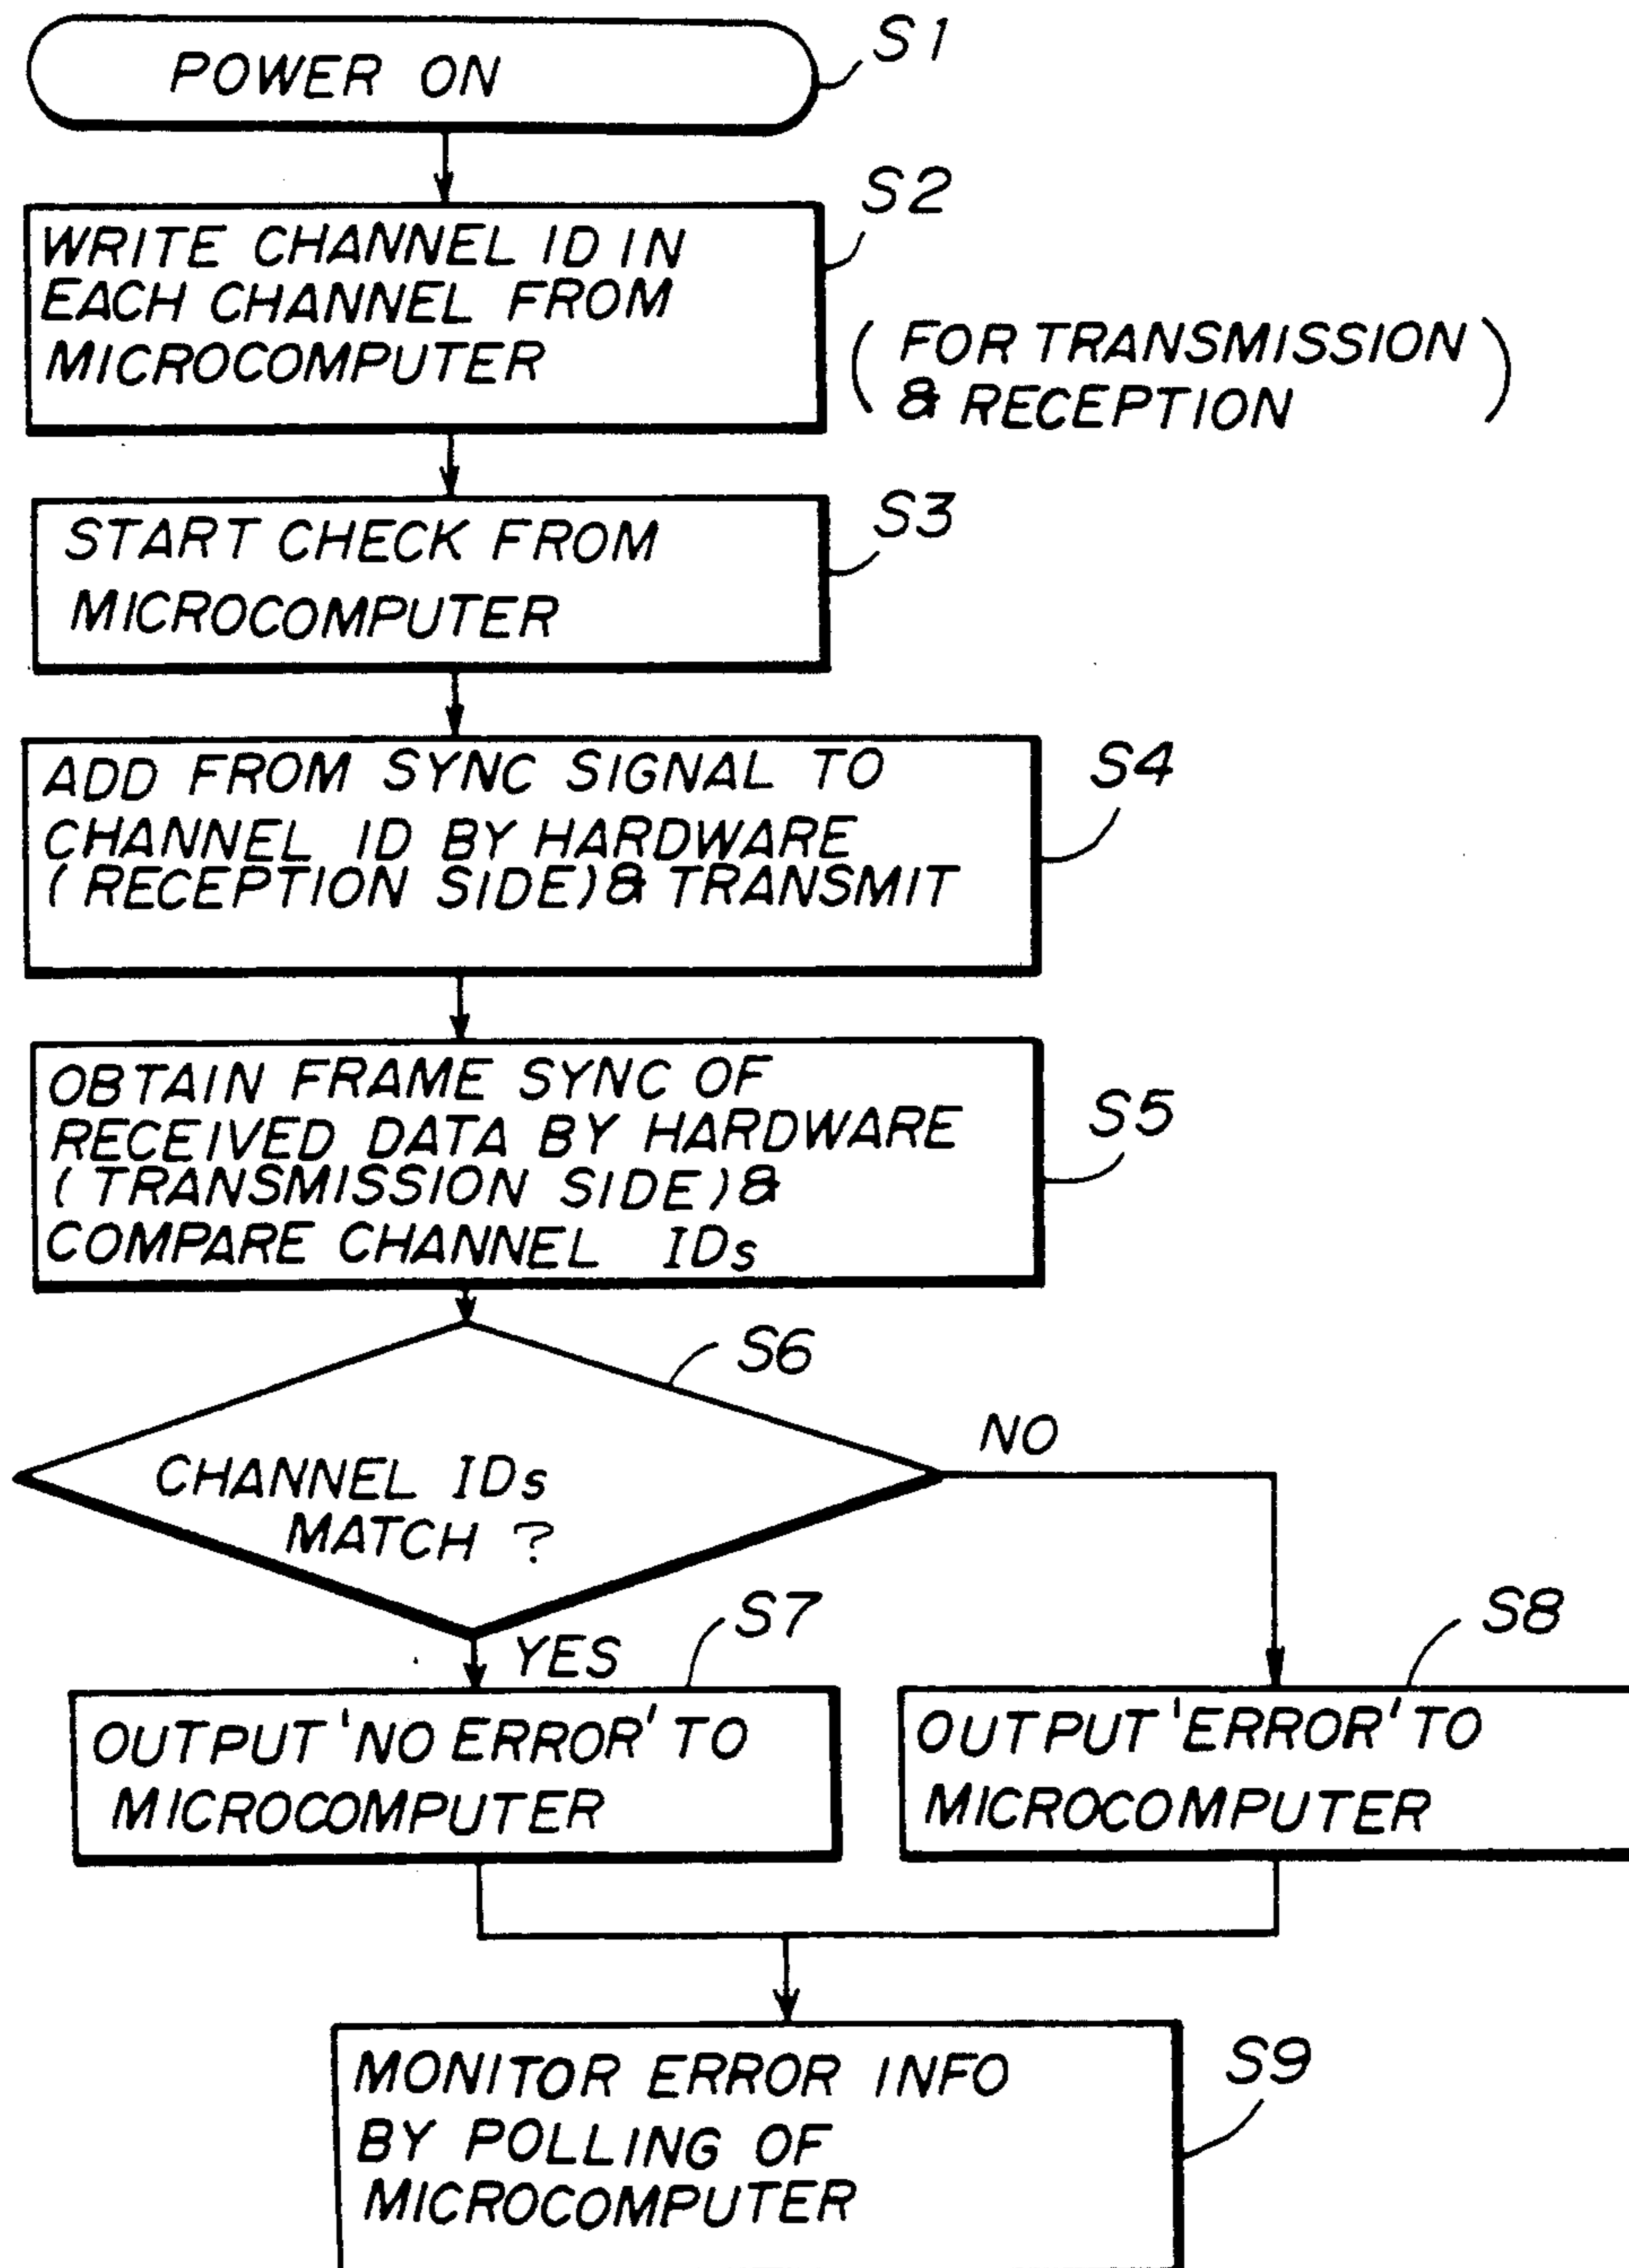 POWER ON
S1
S2
WRITE CHANNEL ID IN
EACH CHANNEL FROM
MICROCOMPUTER
( FOR TRANSMISSION
& RECEPTION )
S3
START CHECK FROM
MICROCOMPUTER
S4
ADD FROM SYNC SIGNAL TO
CHANNEL ID BY HARDWARE
(RECEPTION SIDE)& TRANSMIT
S5
OBTAIN FRAME SYNC OF
RECEIVED DATA BY HARDWARE
(TRANSMISSION SIDE)&
COMPARE CHANNEL IDs
S6
CHANNEL IDs
MATCH ?
NO
YES
S7
OUTPUT 'NO ERROR' TO
MICROCOMPUTER
S8
OUTPUT 'ERROR' TO
MICROCOMPUTER
S9
MONITOR ERROR INFO
BY POLLING OF
MICROCOMPUTER